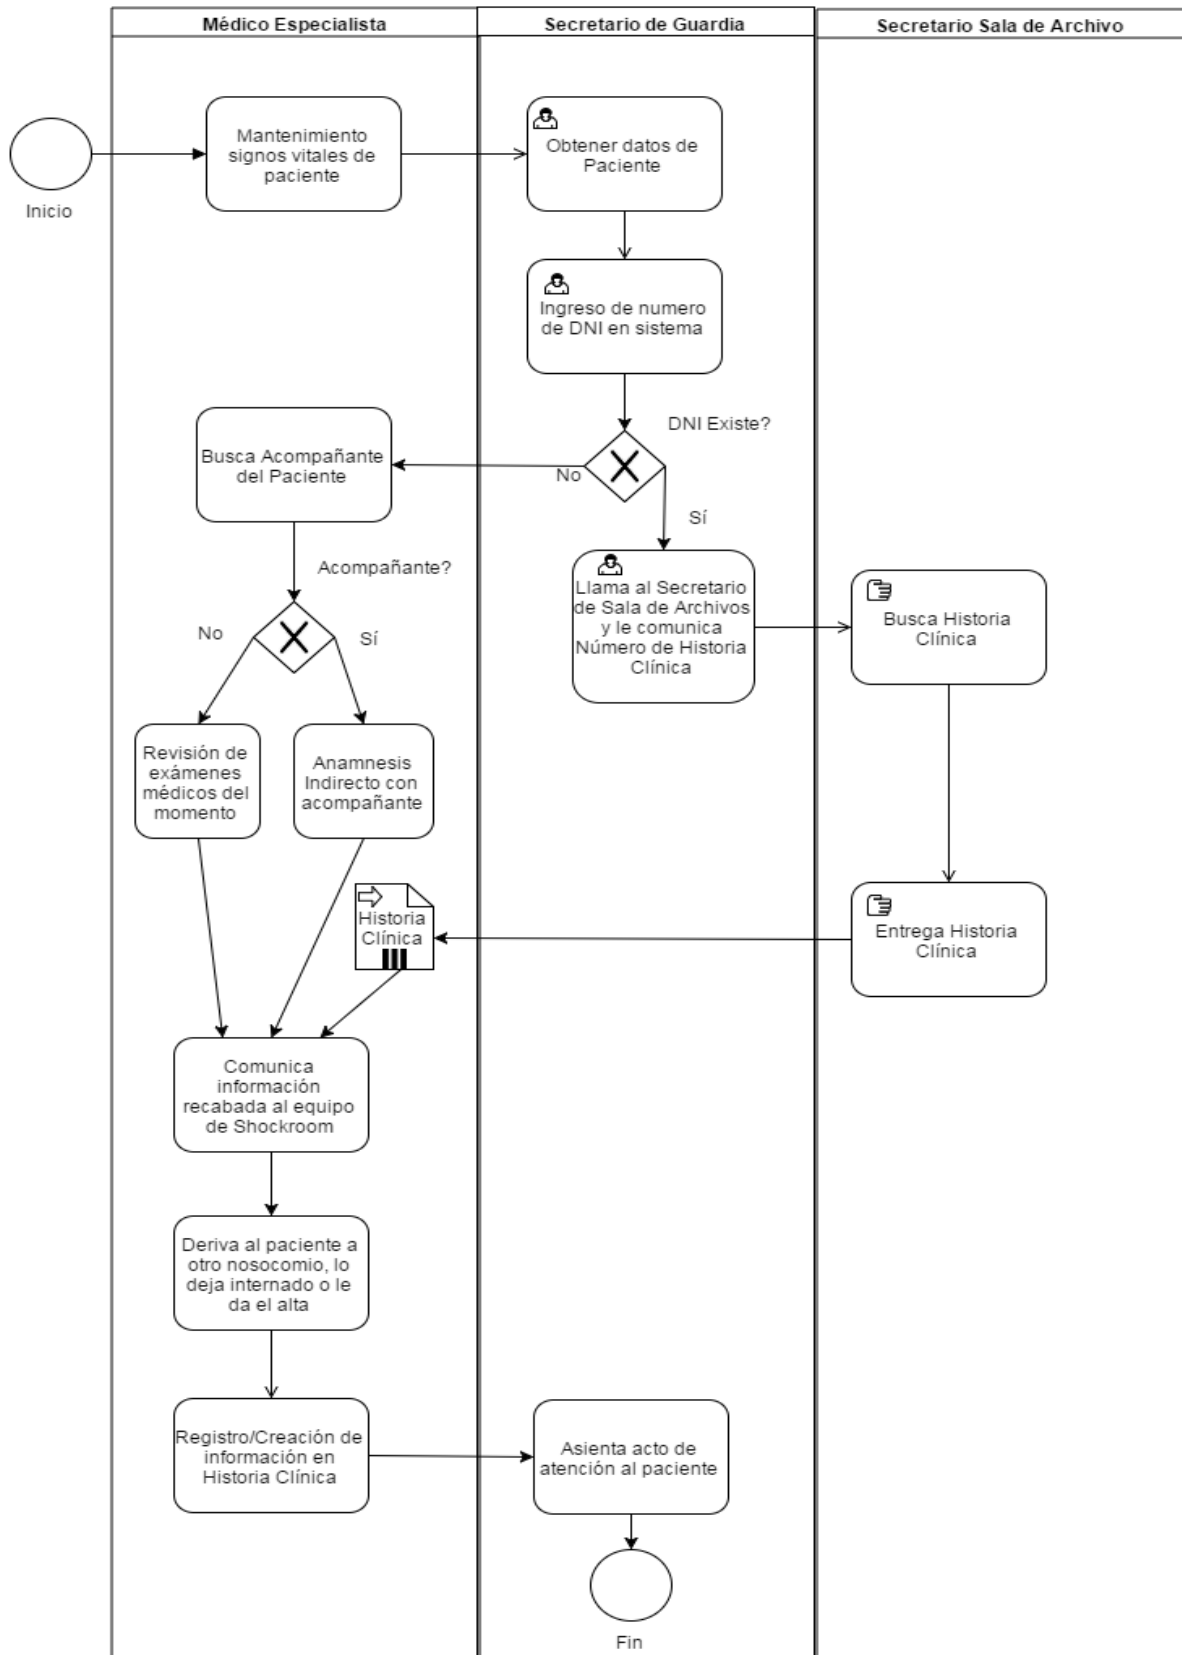 Médico Especialista
Secretario de Guardia
Secretario Sala de Archivo
Inicio
Mantenimiento
signos vitales de
paciente
Obtener datos de
Paciente
Ingreso de numero
de DNI en sistema
DNI Existe?
No
Sí
Busca Acompañante
del Paciente
Acompañante?
No
Sí
Llama al Secretario
de Sala de Archivos
y le comunica
Número de Historia
Clínica
Busca Historia
Clínica
Revisión de
exámenes
médicos del
momento
Anamnesis
Indirecto con
acompañante
Historia
Clínica
Entrega Historia
Clínica
Comunica
información
recabada al equipo
de Shockroom
Deriva al paciente a
otro nosocomio, lo
deja internado o le
da el alta
Registro/Creación de
información en
Historia Clínica
Asienta acto de
atención al paciente
Fin